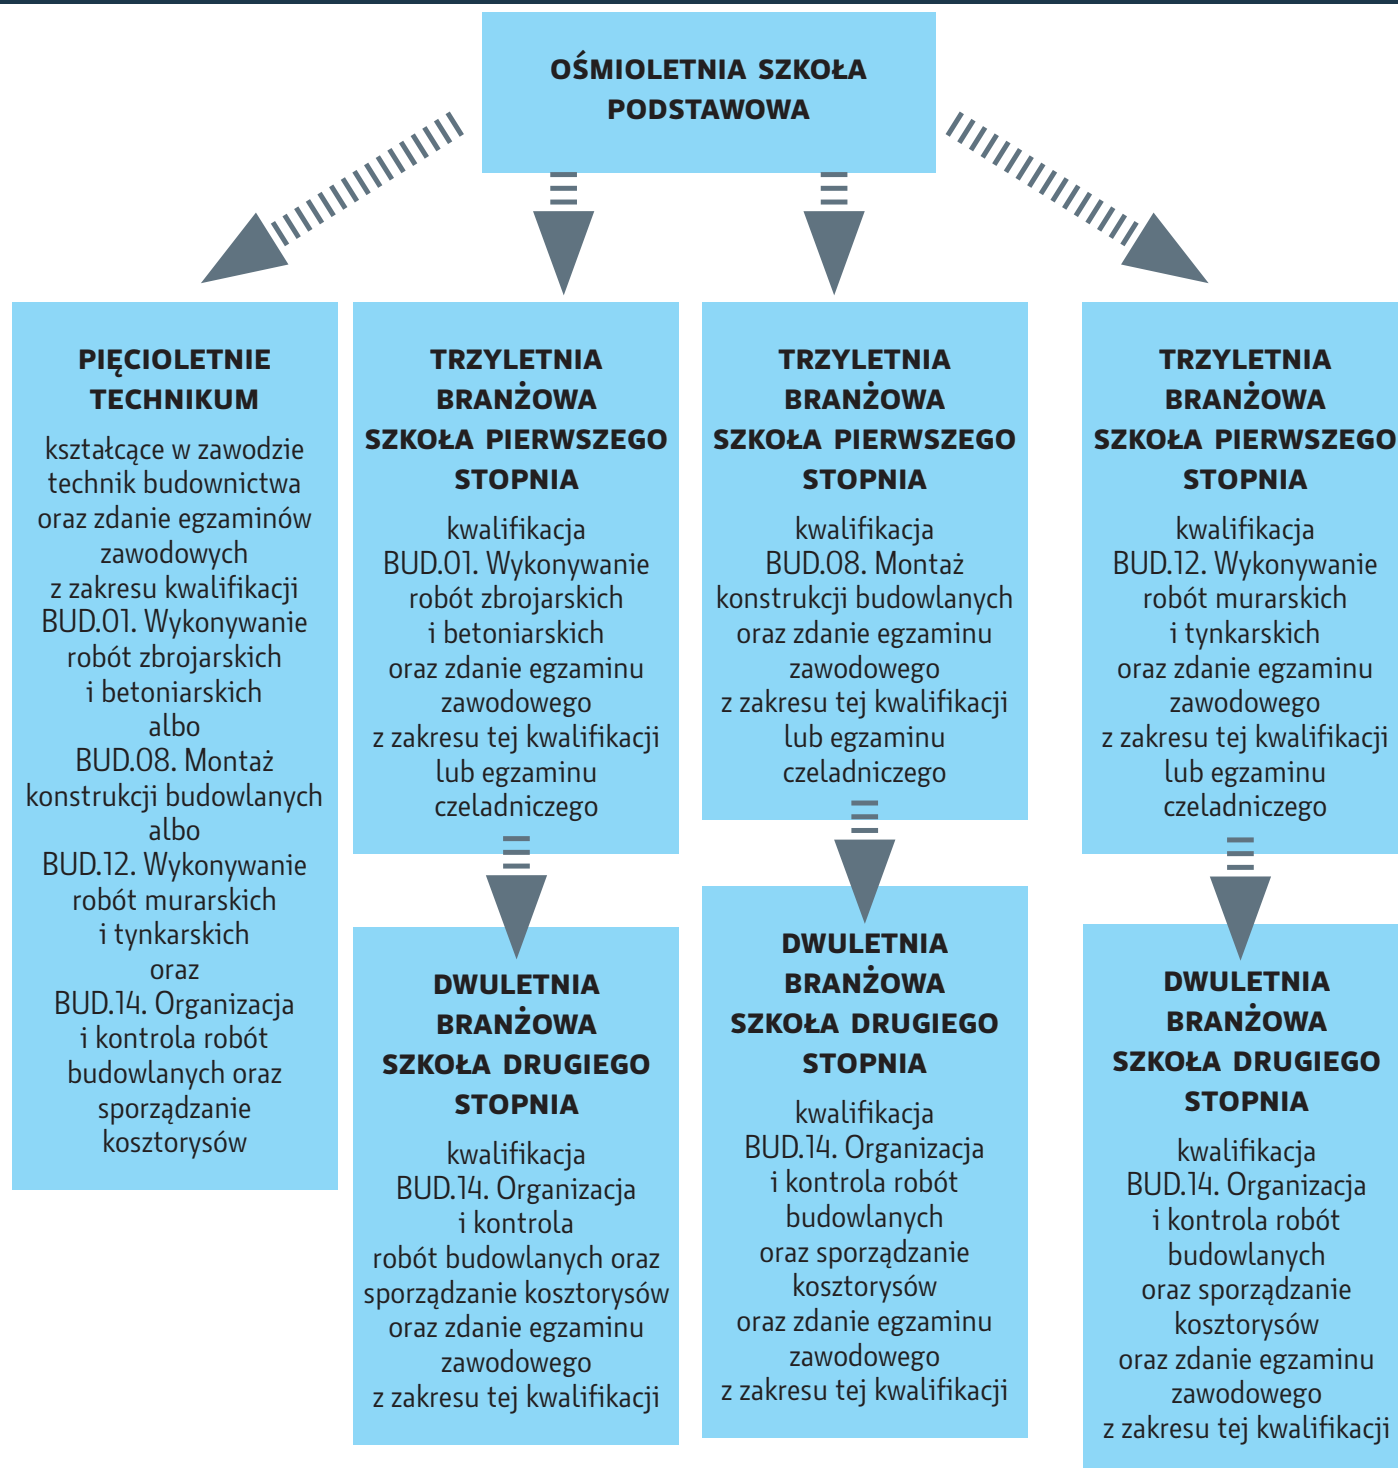 OŚMIOLETNIA SZKOŁA
PODSTAWOWA
PIĘCIOLETNIE
TECHNIKUM
kształcące w zawodzie
technik budownictwa
oraz zdanie egzaminów
zawodowych
z zakresu kwalifikacji
BUD.01. Wykonywanie
robót zbrojarskich
i betoniarskich
albo
BUD.08. Montaż
konstrukcji budowlanych
albo
BUD.12. Wykonywanie
robót murarskich
i tynkarskich
oraz
BUD.14. Organizacja
i kontrola robót
budowlanych oraz
sporządzanie
kosztorysów
TRZYLETNIA
BRANŻOWA
SZKOŁA PIERWSZEGO
STOPNIA
kwalifikacja
BUD.01. Wykonywanie
robót zbrojarskich
i betoniarskich
oraz zdanie egzaminu
zawodowego
z zakresu tej kwalifikacji
lub egzaminu
czeladniczego
DWULETNIA
BRANŻOWA
SZKOŁA DRUGIEGO
STOPNIA
kwalifikacja
BUD.14. Organizacja
i kontrola
robót budowlanych oraz
sporządzanie kosztorysów
oraz zdanie egzaminu
zawodowego
z zakresu tej kwalifikacji
TRZYLETNIA
BRANŻOWA
SZKOŁA PIERWSZEGO
STOPNIA
kwalifikacja
BUD.08. Montaż
konstrukcji budowlanych
oraz zdanie egzaminu
zawodowego
z zakresu tej kwalifikacji
lub egzaminu
czeladniczego
DWULETNIA
BRANŻOWA
SZKOŁA DRUGIEGO
STOPNIA
kwalifikacja
BUD.14. Organizacja
i kontrola robót
budowlanych
oraz sporządzanie
kosztorysów
oraz zdanie egzaminu
zawodowego
z zakresu tej kwalifikacji
TRZYLETNIA
BRANŻOWA
SZKOŁA PIERWSZEGO
STOPNIA
kwalifikacja
BUD.12. Wykonywanie
robót murarskich
i tynkarskich
oraz zdanie egzaminu
zawodowego
z zakresu tej kwalifikacji
lub egzaminu
czeladniczego
DWULETNIA
BRANŻOWA
SZKOŁA DRUGIEGO
STOPNIA
kwalifikacja
BUD.14. Organizacja
i kontrola robót
budowlanych
oraz sporządzanie
kosztorysów
oraz zdanie egzaminu
zawodowego
z zakresu tej kwalifikacji